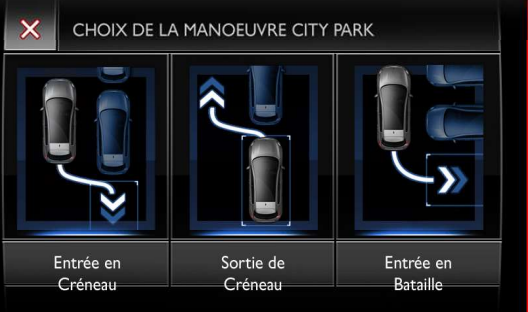 CHOIX DE LA MANOEUVRE CITY PARK
Entrée en
Créneau
Sortie de
Créneau
Entrée en
Bataille